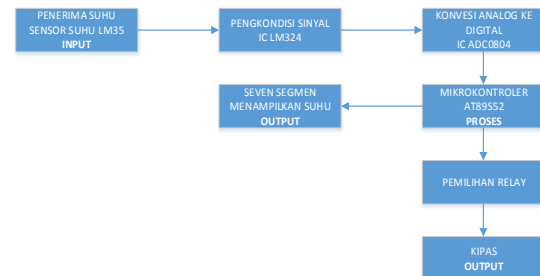 PENERIMA SUHU
SENSOR SUHU LM35
INPUT
PENGKONDISI SINYAL
IC LM324
KONVESI ANALOG KE
DIGITAL
IC ADC0804
SEVEN SEGMEN
MENAMPILKAN SUHU
OUTPUT
MIKROKONTROLER
AT89S52
PROSES
PEMILIHAN RELAY
KIPAS
OUTPUT